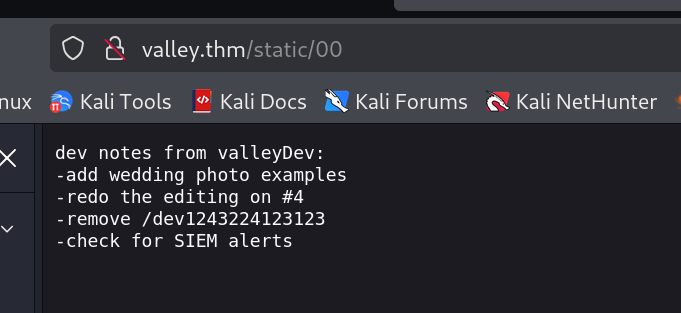 valley.thm/static/00
nux Kali Tools Kali Docs Kali Forums Kali NetHunter
dev notes from valleyDev:
-add wedding photo examples
-redo the editing on #4
-remove /dev1243224123123
-check for SIEM alerts